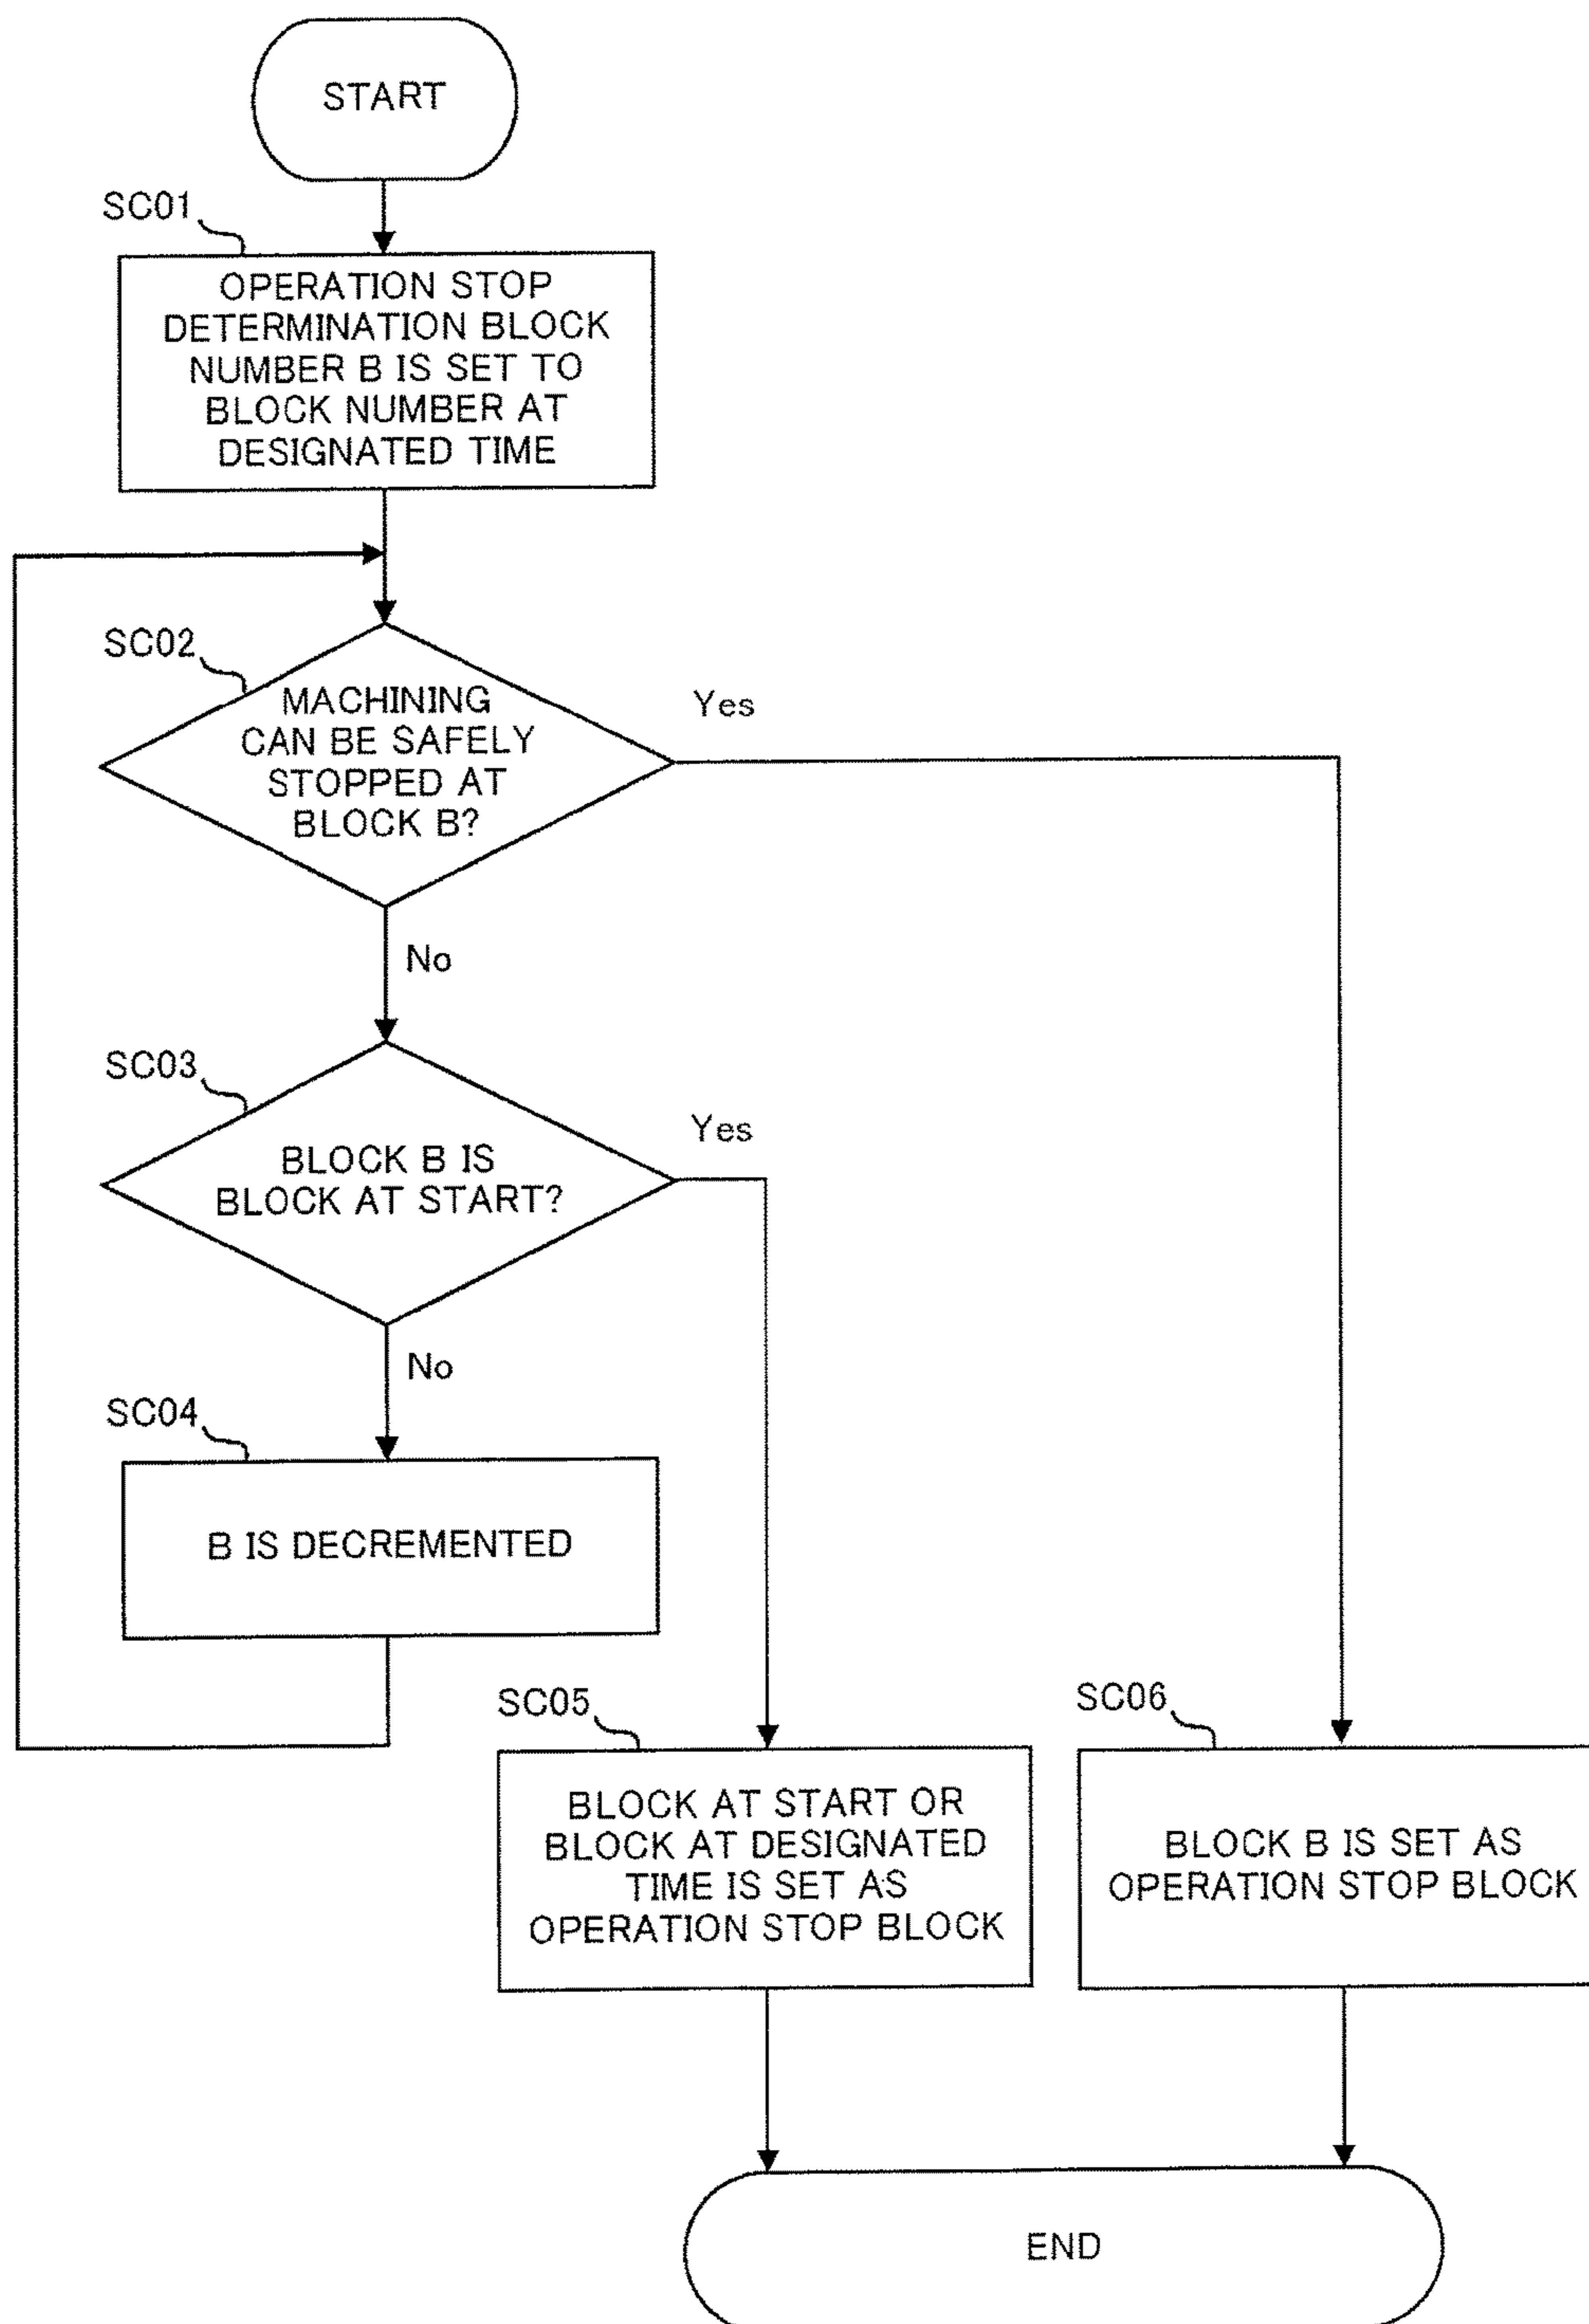 START
SC01
OPERATION STOP
DETERMINATION BLOCK
NUMBER B IS SET TO
BLOCK NUMBER AT
DESIGNATED TIME
SC02
MACHINING
CAN BE SAFELY
STOPPED AT
BLOCK B?
Yes
No
SC03
BLOCK B IS
BLOCK AT START?
Yes
No
SC04
B IS DECREMENTED
SC05
BLOCK AT START OR
BLOCK AT DESIGNATED
TIME IS SET AS
OPERATION STOP BLOCK
SC06
BLOCK B IS SET AS
OPERATION STOP BLOCK
END